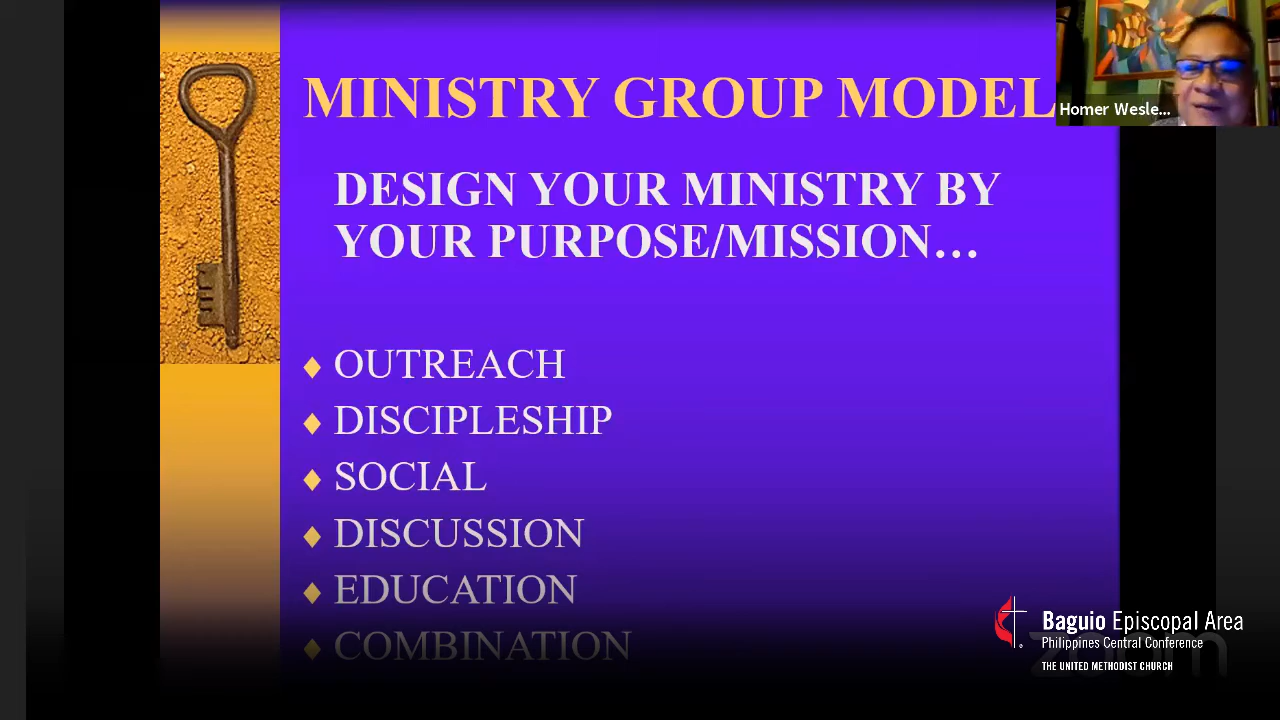 MINISTRY GROUP MODEL
Homer Wesle...
DESIGN YOUR MINISTRY BY
YOUR PURPOSE/MISSION...
OUTREACH
DISCIPLESHIP
SOCIAL
DISCUSSION
EDUCATION
COMBINATION
Baguio Episcopal Area
Philippines Central Conference
THE UNITED METHODIST CHURCH
zoom